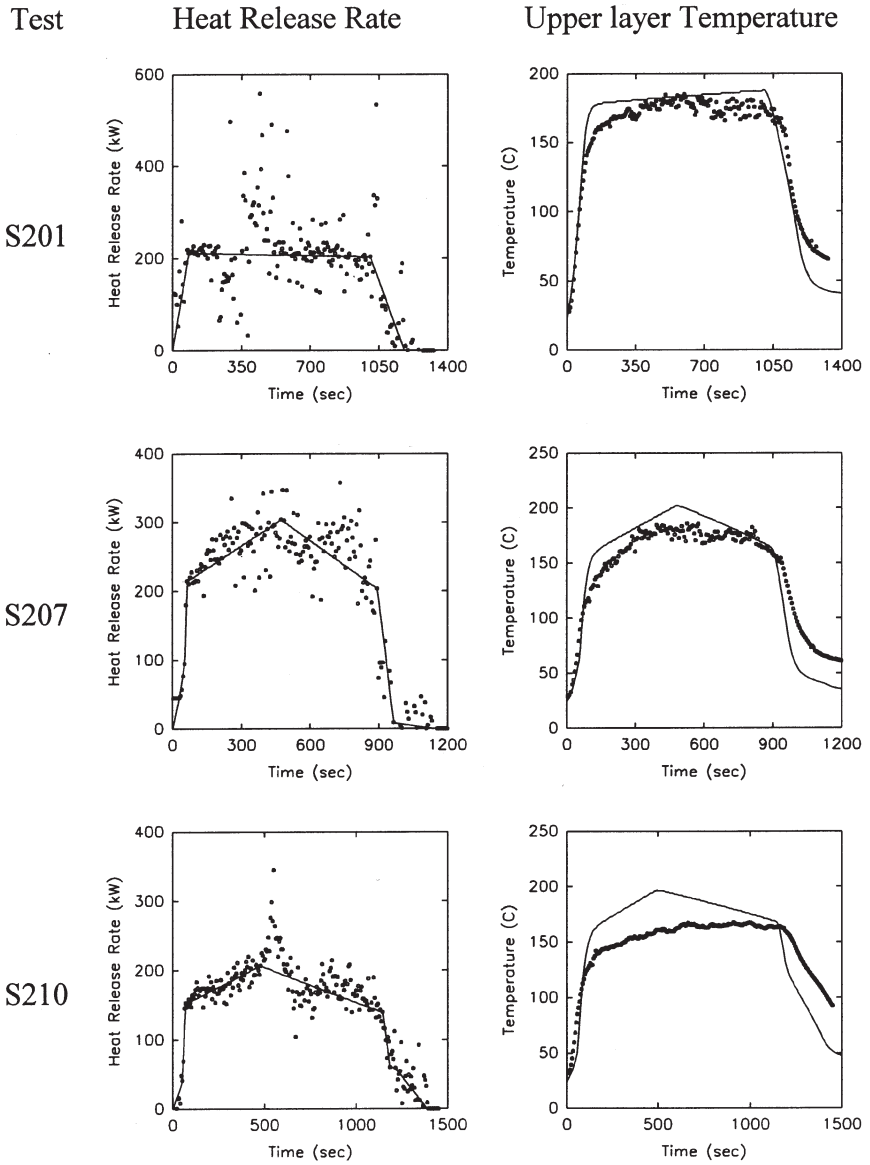 Test Heat Release Rate Upper layer Temperature
S201
Heat Release Rate (kW)
600
400
200
0
0 350 700 1050 1400
Time (sec)
Temperature (C)
200
150
100
50
0
0 350 700 1050 1400
Time (sec)
S207
Heat Release Rate (kW)
400
300
200
100
0
0 300 600 900 1200
Time (sec)
Temperature (C)
250
200
150
100
50
0
0 300 600 900 1200
Time (sec)
S210
Heat Release Rate (kW)
400
300
200
100
0
0 500 1000 1500
Time (sec)
Temperature (C)
250
200
150
100
50
0
0 500 1000 1500
Time (sec)